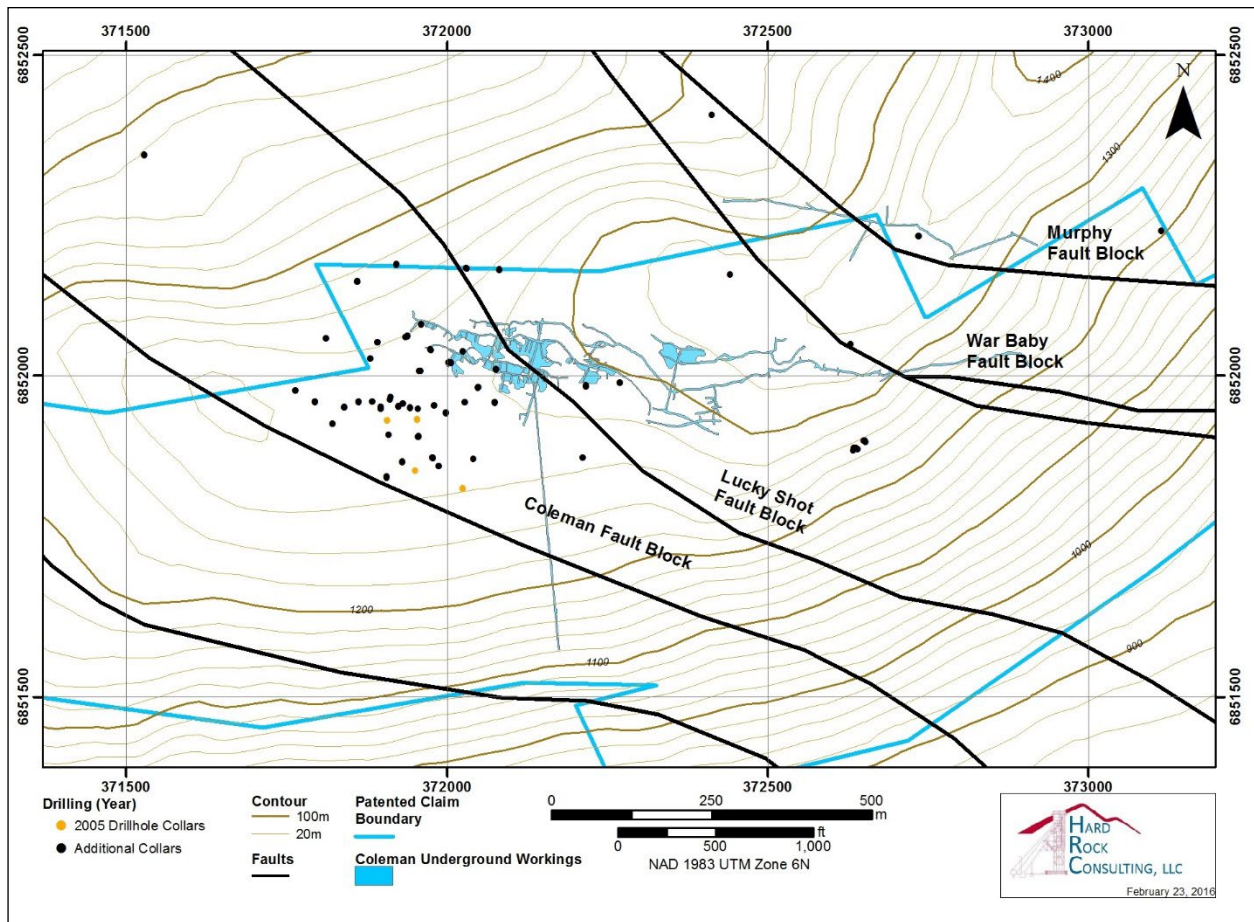 371500 372000 372500 373000
6852500 6852500
N
1400
1300
Murphy
Fault Block
War Baby
Fault Block
6852000 6852000
Lucky Shot
Fault Block
Coleman Fault Block
1000
1200
900
1100
6851500 6851500
371500 372000 372500 373000
Drilling (Year)
2005 Drillhole Collars
Additional Collars
Contour
100m
20m
Faults
Patented Claim
Boundary
Coleman Underground Workings
0 250 500
m
ft
0 500 1,000
NAD 1983 UTM Zone 6N
HARD
ROCK
CONSULTING, LLC
February 23, 2016